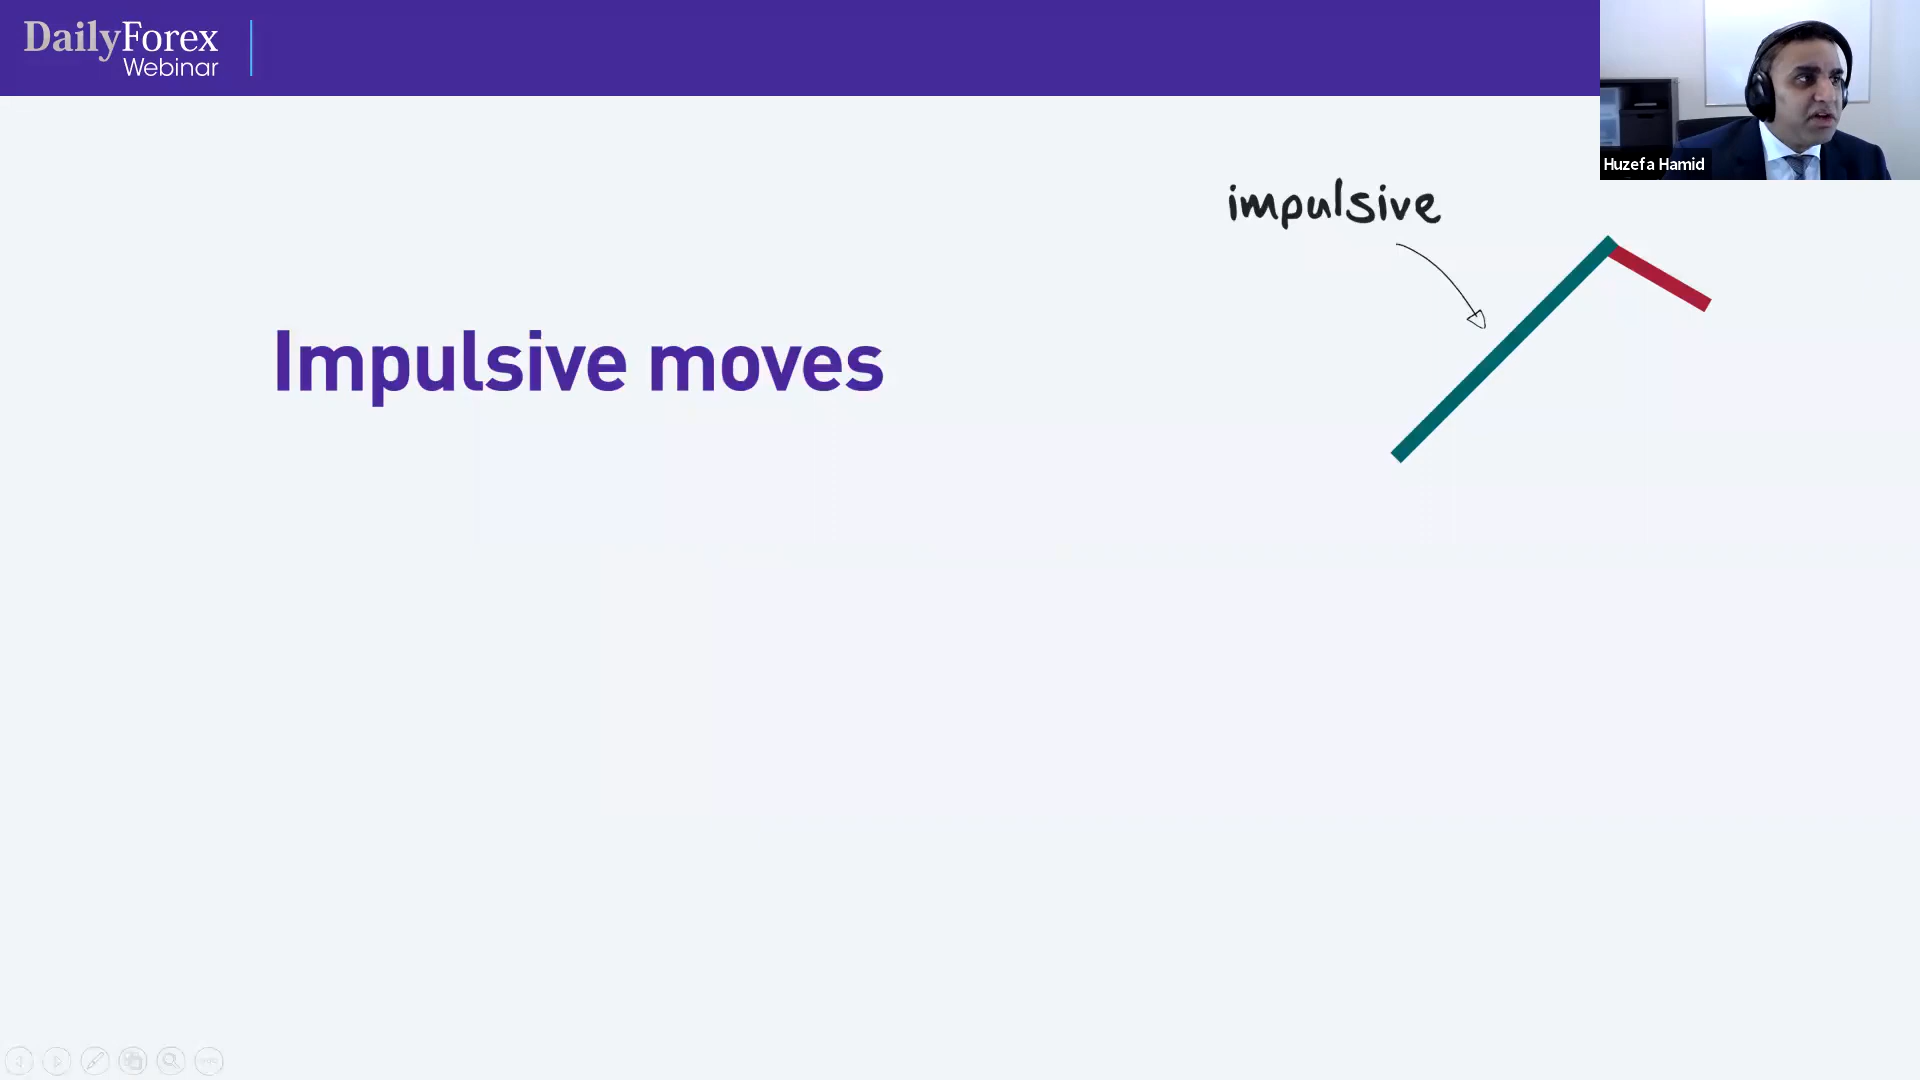 DailyForex
Webinar
Huzefa Hamid
impulsive
Impulsive moves